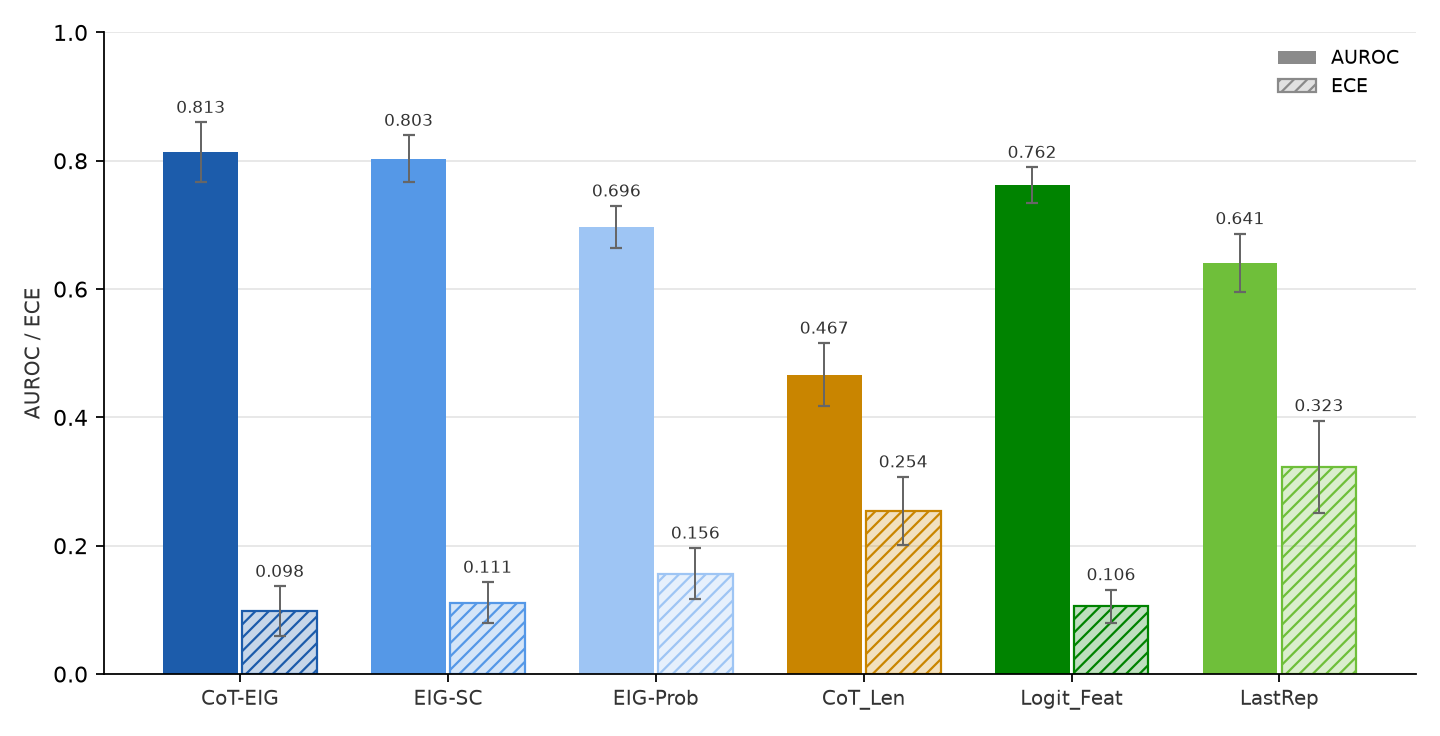 1.0
0.8
0.6
0.4
0.2
0.0
AUROC / ECE
AUROC
ECE
0.813
0.098
0.803
0.111
0.696
0.156
0.467
0.254
0.762
0.106
0.641
0.323
CoT-EIG
EIG-SC
EIG-Prob
CoT_Len
Logit_Feat
LastRep